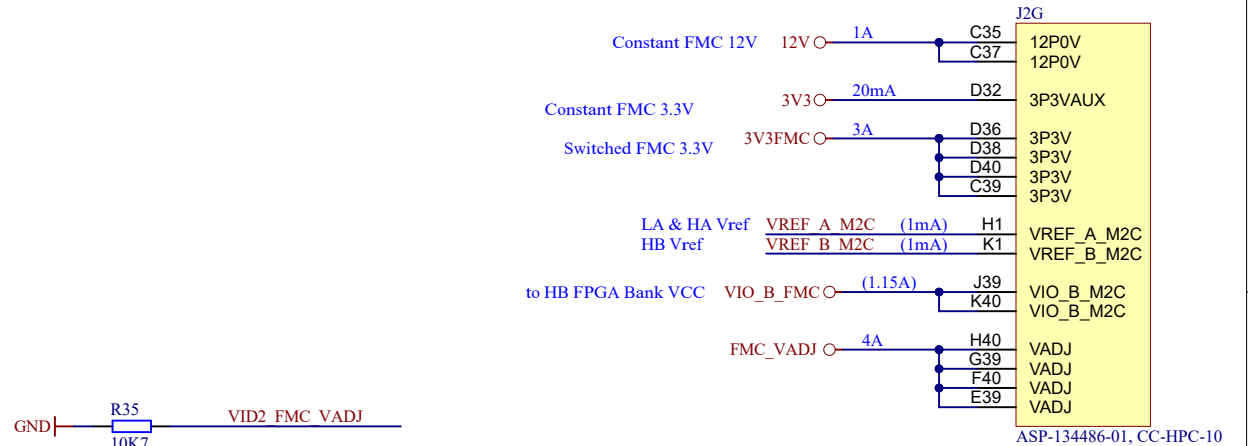 J2G
Constant FMC 12V 12V 1A C35 12P0V
C37 12P0V
3V3 20mA D32 3P3VAUX
Constant FMC 3.3V
3V3FMC 3A D36 3P3V
Switched FMC 3.3V D38 3P3V
D40 3P3V
C39 3P3V
LA & HA Vref VREF_A_M2C (1mA) H1 VREF_A_M2C
HB Vref VREF_B_M2C (1mA) K1 VREF_B_M2C
to HB FPGA Bank VCC VIO_B_FMC (1.15A) J39 VIO_B_M2C
K40 VIO_B_M2C
FMC_VADJ 4A H40 VADJ
G39 VADJ
F40 VADJ
E39 VADJ
ASP-134486-01, CC-HPC-10
R35
GND VID2_FMC_VADJ
10K7